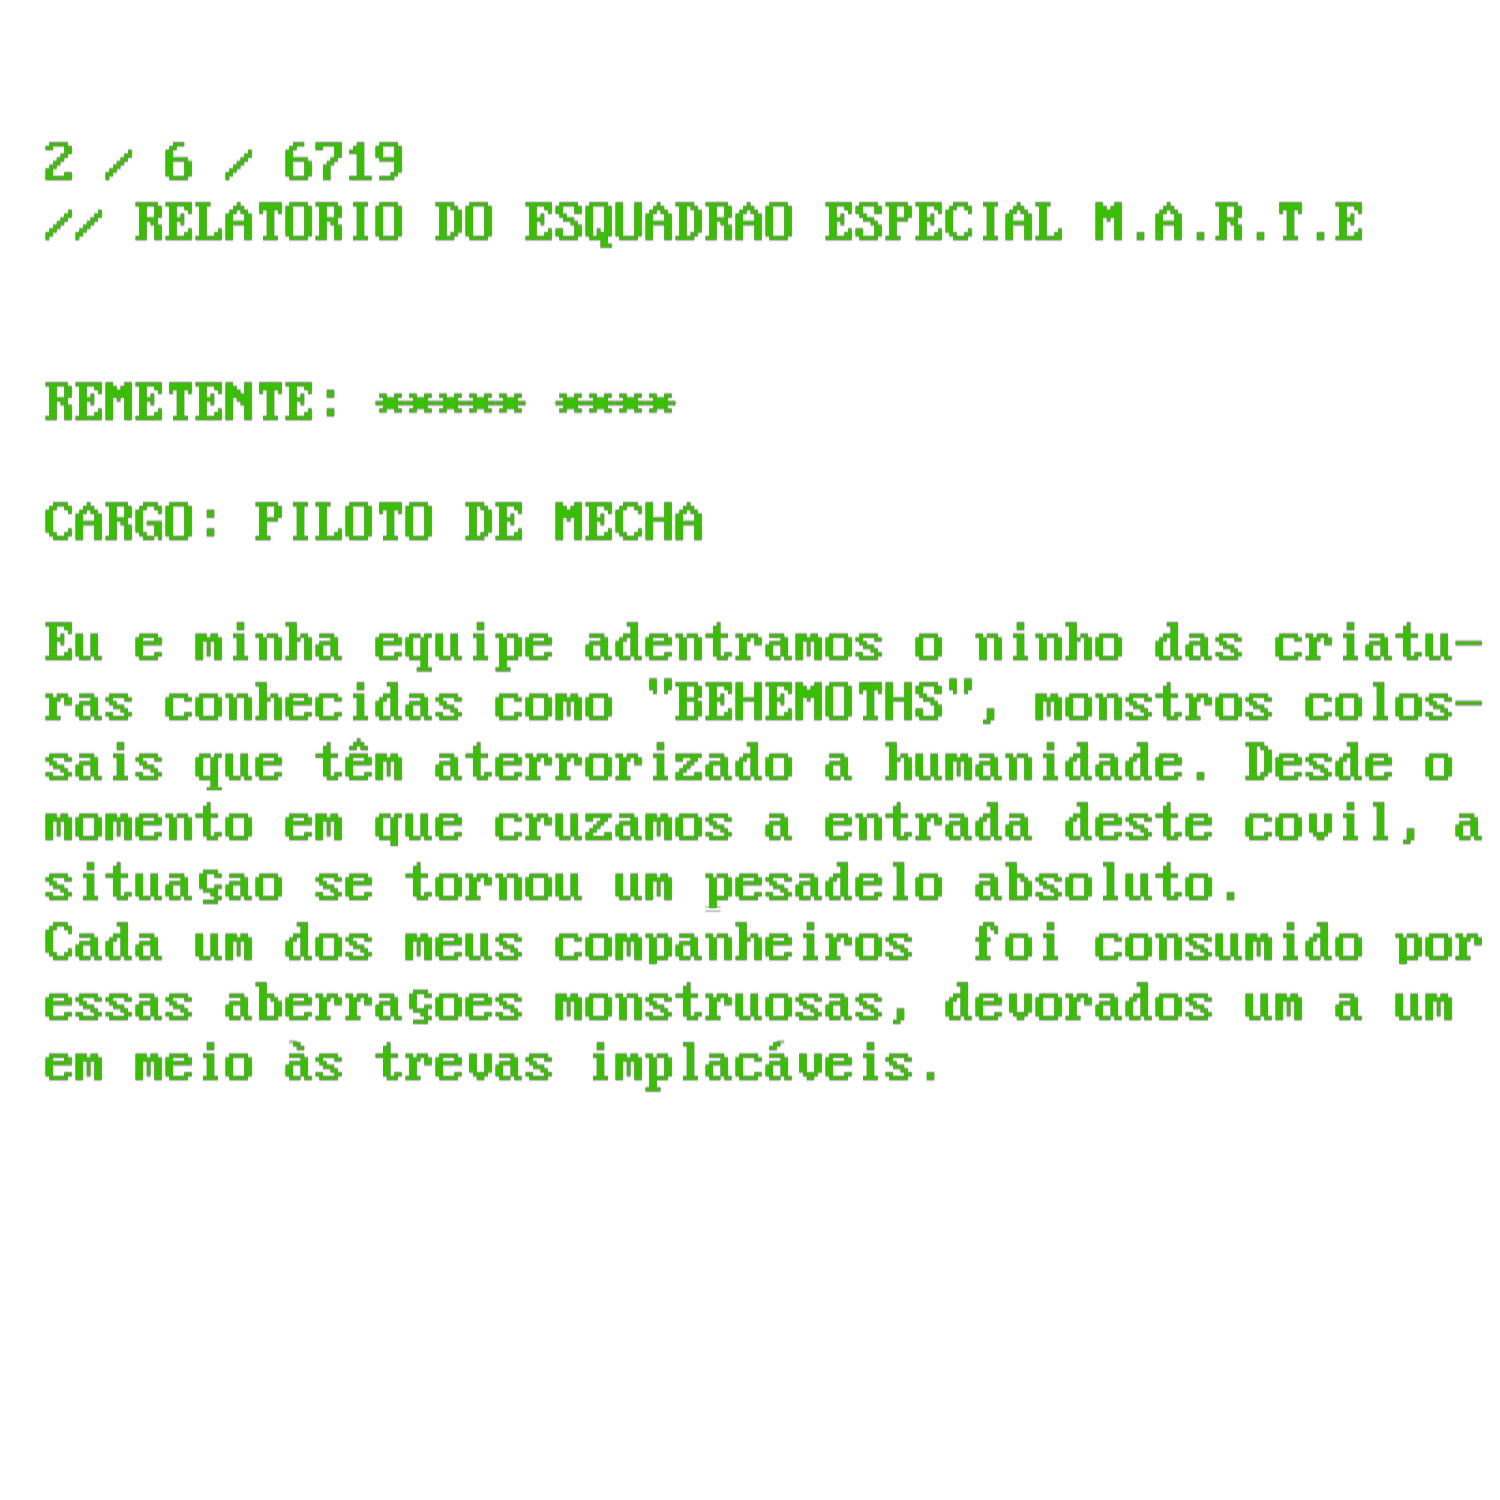 2 / 6 / 6719
// RELATORIO DO ESQUADRAO ESPECIAL M.A.R.T.E
REMETENTE: ***** ****
CARGO: PILOTO DE MECHA
Eu e minha equipe adentramos o ninho das criatu-
ras conhecidas como "BEHEMOTHS", monstros colos-
sais que têm aterrorizado a humanidade. Desde o
momento em que cruzamos a entrada deste covil, a
situaçao se tornou um pesadelo absoluto.
Cada um dos meus companheiros  foi consumido por
essas aberraçoes monstruosas, devorados um a um
em meio às trevas implacáveis.